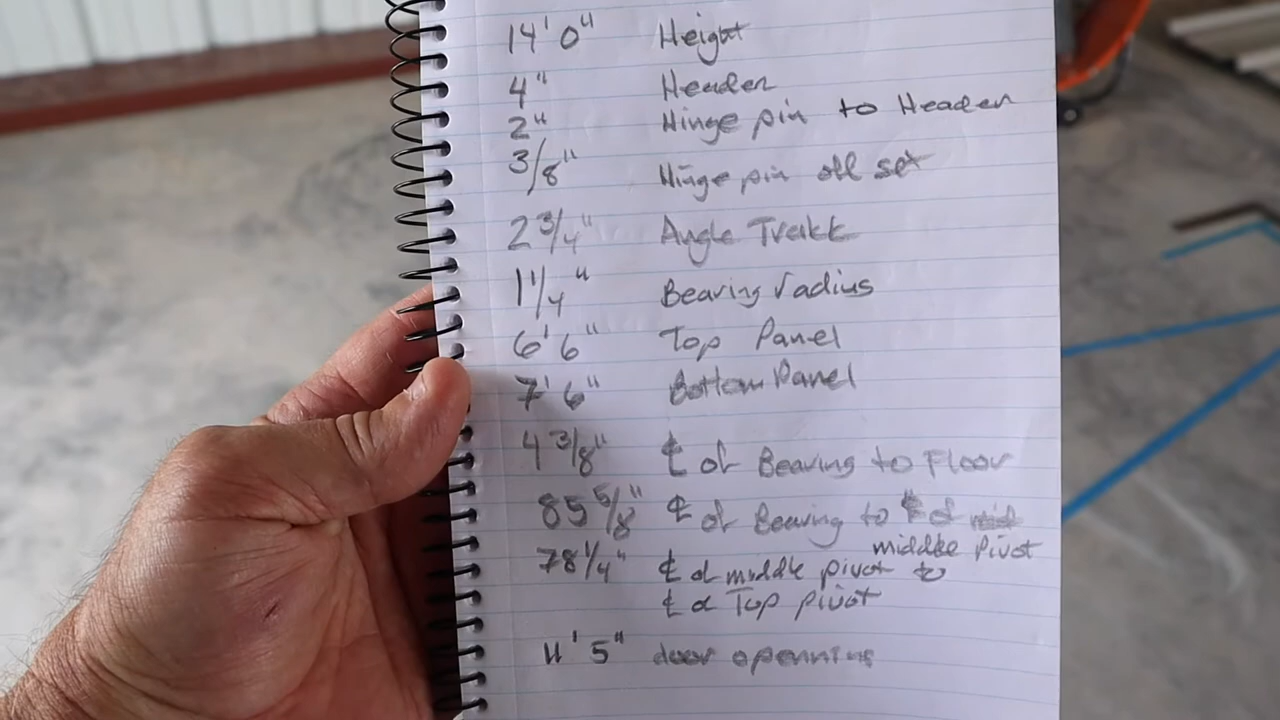 14' 0" Height
4" Header
2" Hinge pin to Header
3/8" Hinge pin off set
2 3/4" Angle Trakk
1 1/4" Bearing radius
6' 6" Top Panel
7' 6" Bottom Panel
4 3/8" ℄ of Bearing to Floor
85 5/8" ℄ of Bearing to ℄ of
middle pivot
78 1/4" ℄ of middle pivot to
℄ of Top pivot
11' 5" door openning